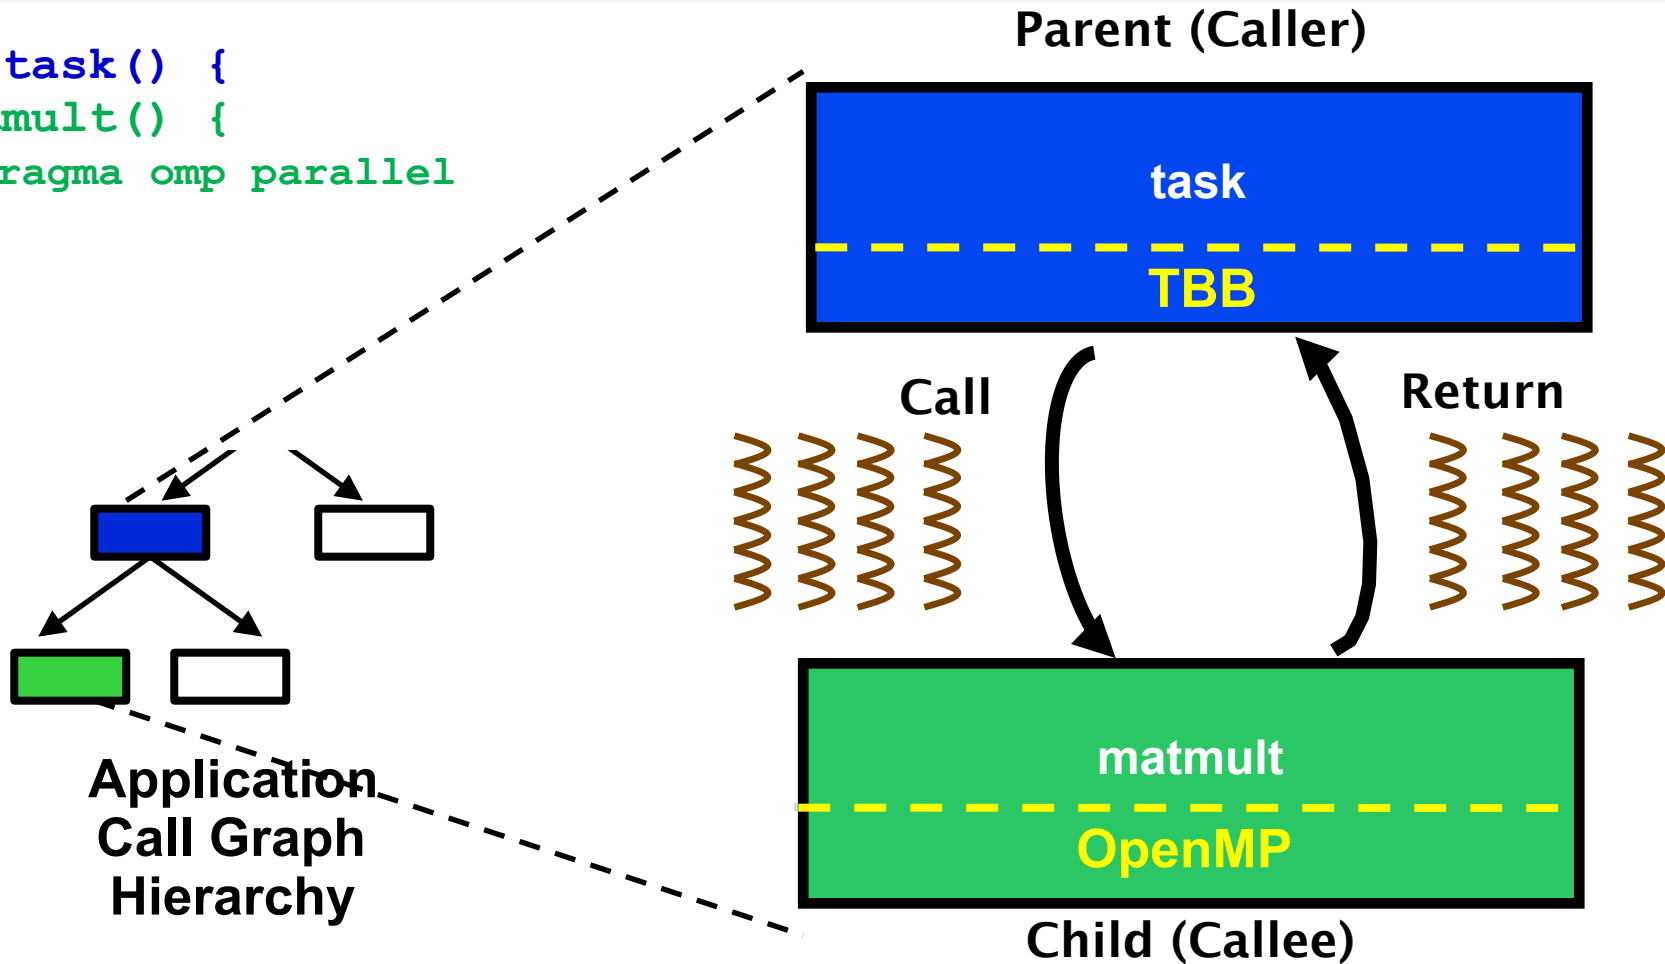 Parent (Caller)
task() {
mult() {
ragma omp parallel
task
TBB
Call
Return
matmult
OpenMP
Application
Call Graph
Hierarchy
Child (Callee)